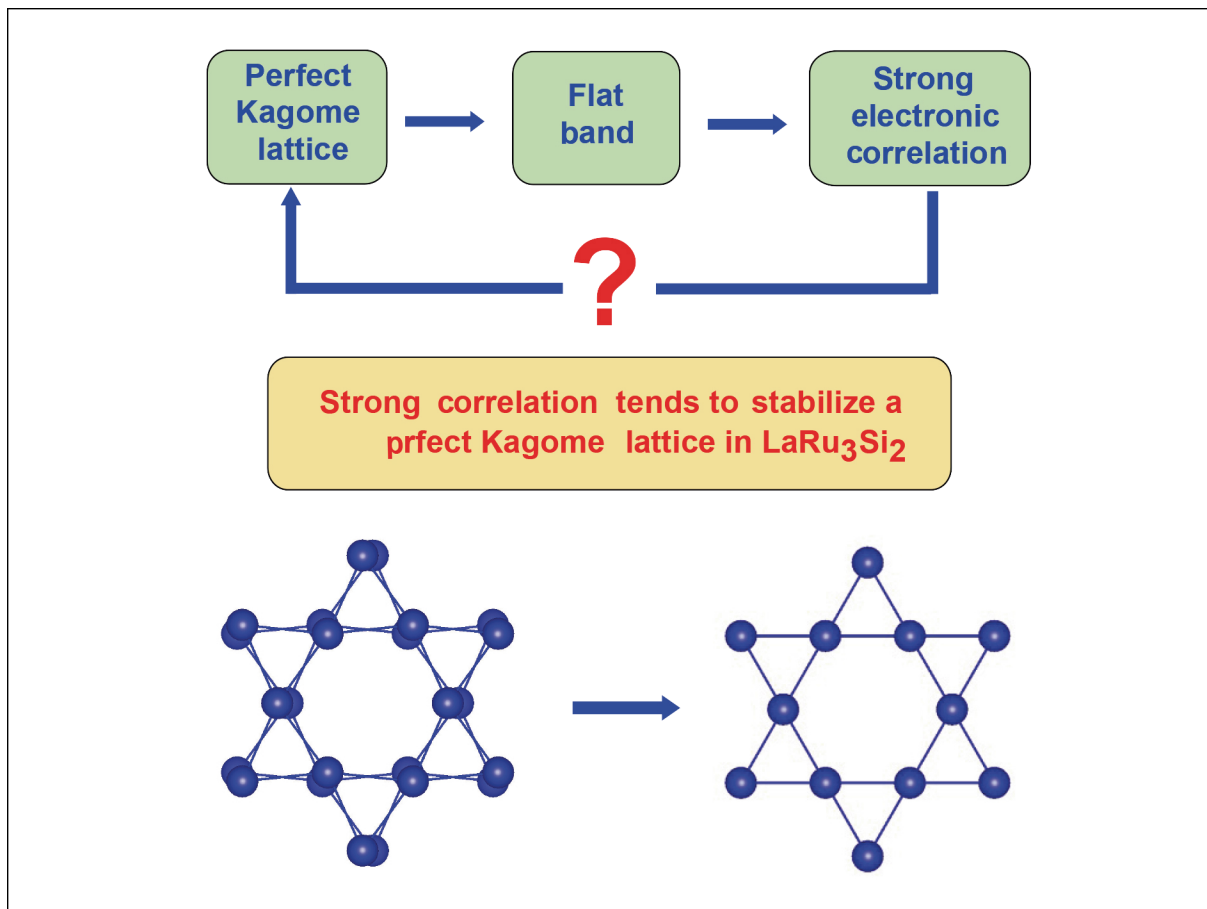 Perfect
Kagome
lattice
Flat
band
Strong
electronic
correlation
?
Strong correlation tends to stabilize a
prfect Kagome lattice in LaRu₃Si₂